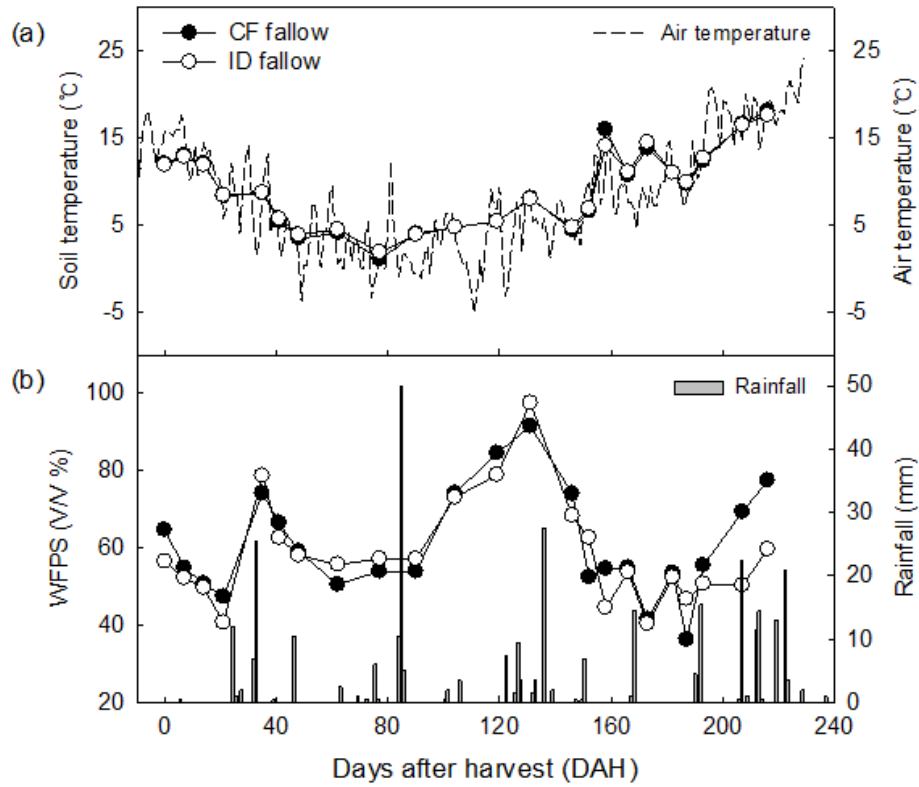 (a)
CF fallow
ID fallow
Air temperature
25
15
5
-5
Soil temperature (℃)
25
15
5
-5
Air temperature (℃)
(b)
Rainfall
100
80
60
40
20
WFPS (V/V %)
50
40
30
20
10
0
Rainfall (mm)
0 40 80 120 160 200 240
Days after harvest (DAH)